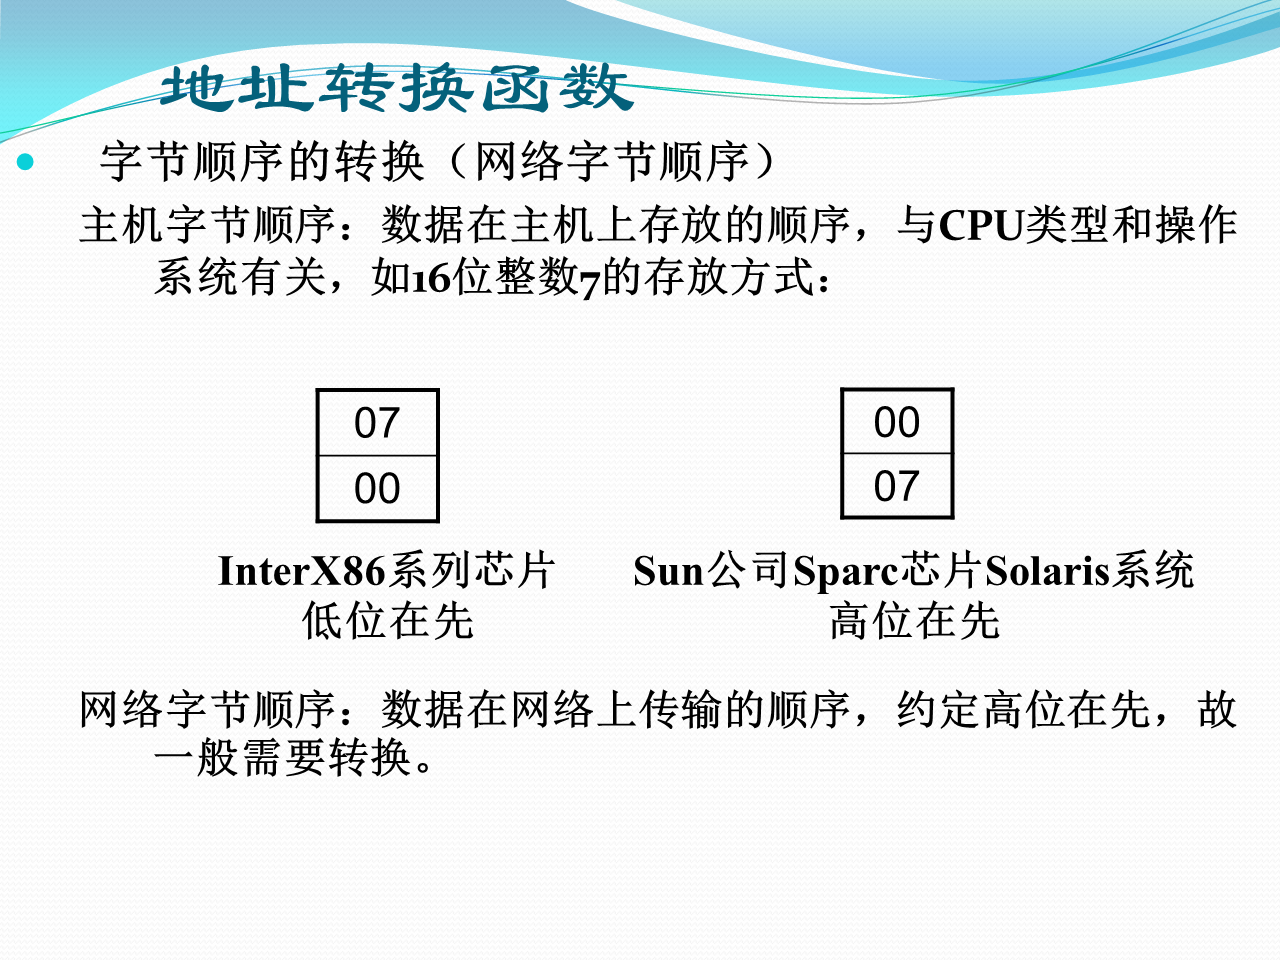 地址转换函数
字节顺序的转换（网络字节顺序）
主机字节顺序：数据在主机上存放的顺序，与CPU类型和操作
系统有关，如16位整数7的存放方式：
07
00
00
07
InterX86系列芯片
低位在先
Sun公司Sparc芯片Solaris系统
高位在先
网络字节顺序：数据在网络上传输的顺序，约定高位在先，故
一般需要转换。